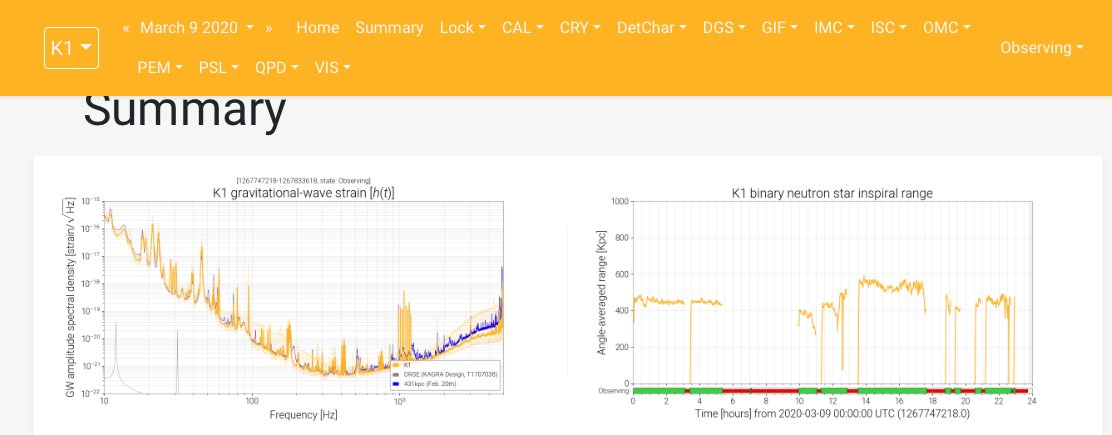 K1
« March 9 2020 » Home Summary Lock CAL CRY DetChar DGS GIF IMC ISC OMC
PEM PSL QPD VIS
Observing
Summary
[1267747218-1267833618, state: Observing]
K1 gravitational-wave strain [h(t)]
GW amplitude spectral density [strain/√Hz]
10⁻¹⁵
10⁻¹⁶
10⁻¹⁷
10⁻¹⁸
10⁻¹⁹
10⁻²⁰
10⁻²¹
10⁻²²
K1
DRSE (KAGRA Design, T1707038)
431kpc (Feb. 20th)
10 100 10³
Frequency [Hz]
K1 binary neutron star inspiral range
Angle-averaged range [Kpc]
1000
800
600
400
200
0
Observing
0 2 4 6 8 10 12 14 16 18 20 22 24
Time [hours] from 2020-03-09 00:00:00 UTC (1267747218.0)